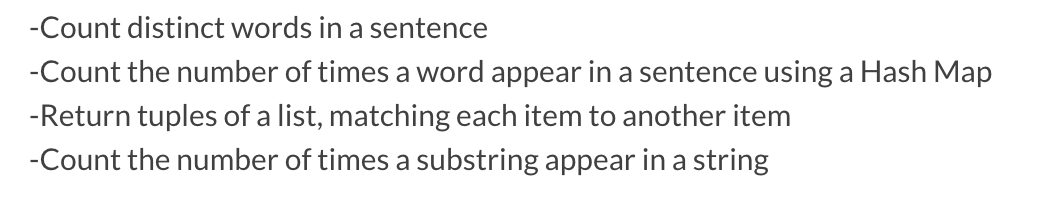 -Count distinct words in a sentence
-Count the number of times a word appear in a sentence using a Hash Map
-Return tuples of a list, matching each item to another item
-Count the number of times a substring appear in a string